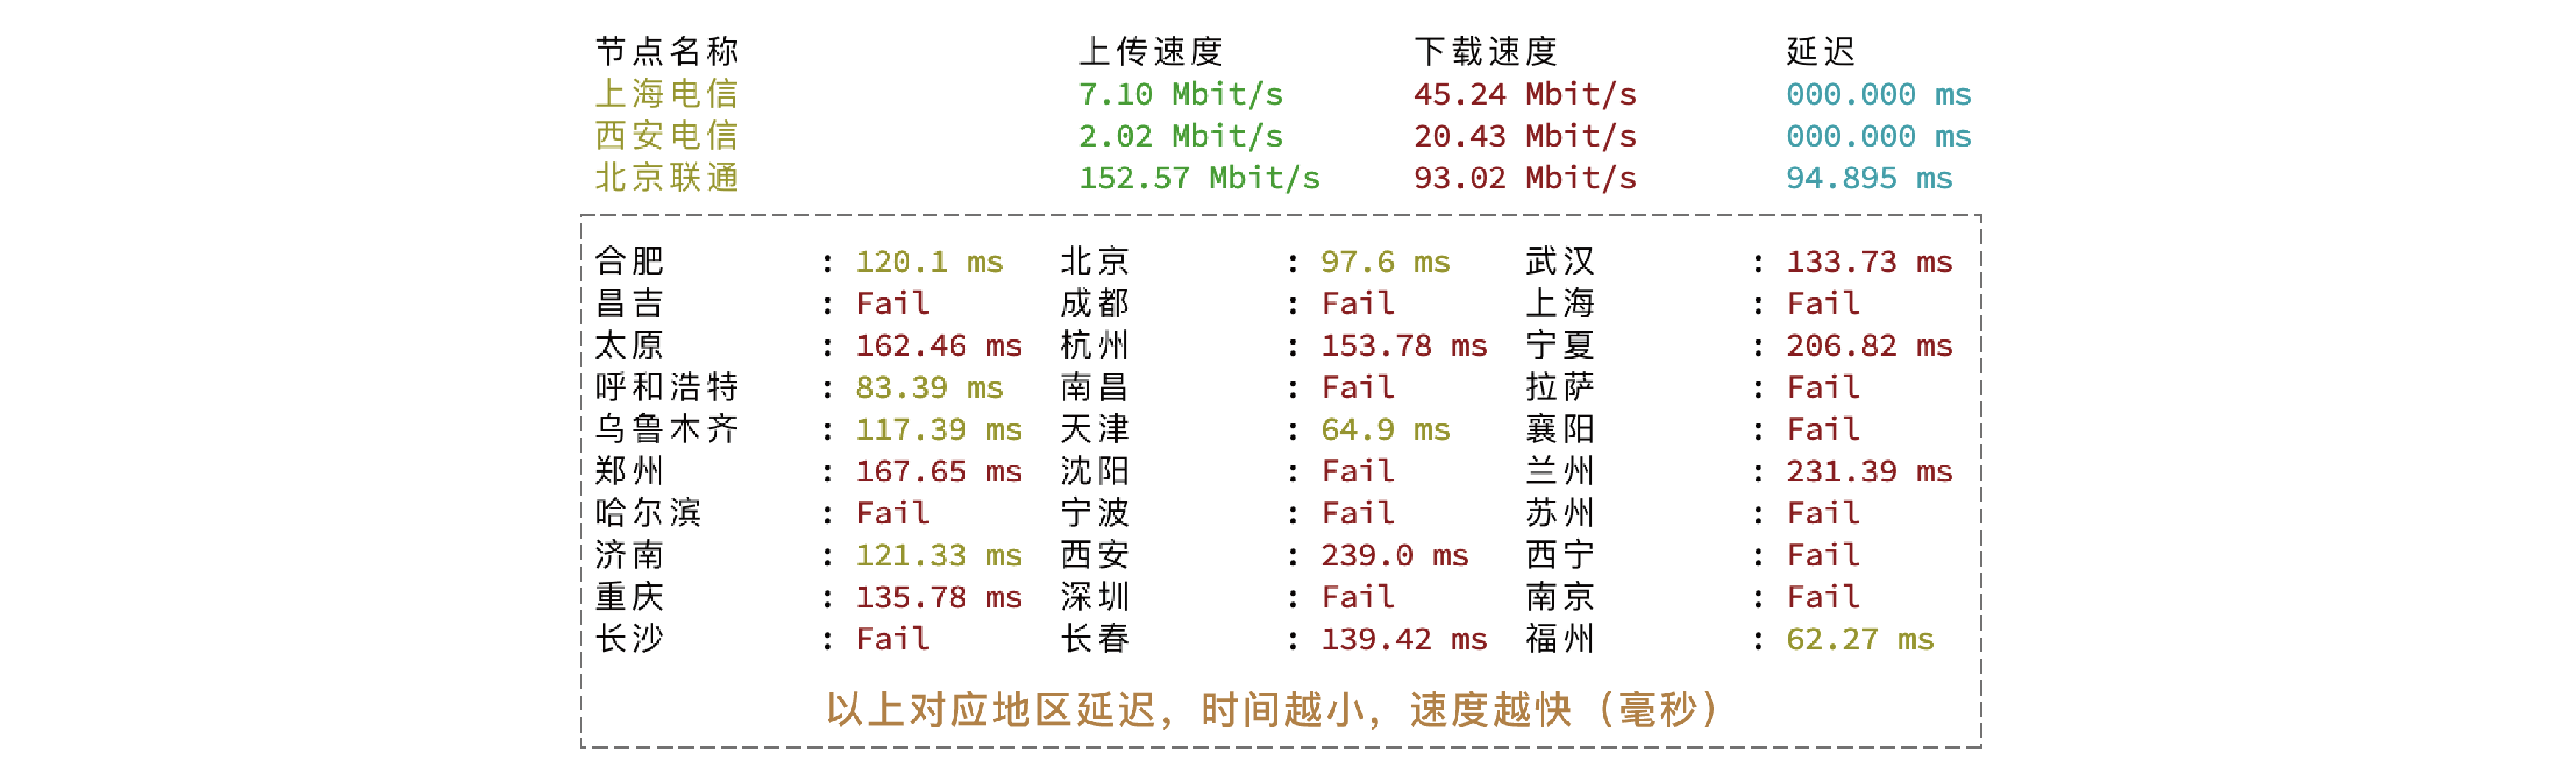 节点名称 上传速度 下载速度 延迟
上海电信 7.10 Mbit/s 45.24 Mbit/s 000.000 ms
西安电信 2.02 Mbit/s 20.43 Mbit/s 000.000 ms
北京联通 152.57 Mbit/s 93.02 Mbit/s 94.895 ms
合肥 : 120.1 ms 北京 : 97.6 ms 武汉 : 133.73 ms
昌吉 : Fail 成都 : Fail 上海 : Fail
太原 : 162.46 ms 杭州 : 153.78 ms 宁夏 : 206.82 ms
呼和浩特 : 83.39 ms 南昌 : Fail 拉萨 : Fail
乌鲁木齐 : 117.39 ms 天津 : 64.9 ms 襄阳 : Fail
郑州 : 167.65 ms 沈阳 : Fail 兰州 : 231.39 ms
哈尔滨 : Fail 宁波 : Fail 苏州 : Fail
济南 : 121.33 ms 西安 : 239.0 ms 西宁 : Fail
重庆 : 135.78 ms 深圳 : Fail 南京 : Fail
长沙 : Fail 长春 : 139.42 ms 福州 : 62.27 ms
以上对应地区延迟，时间越小，速度越快（毫秒）